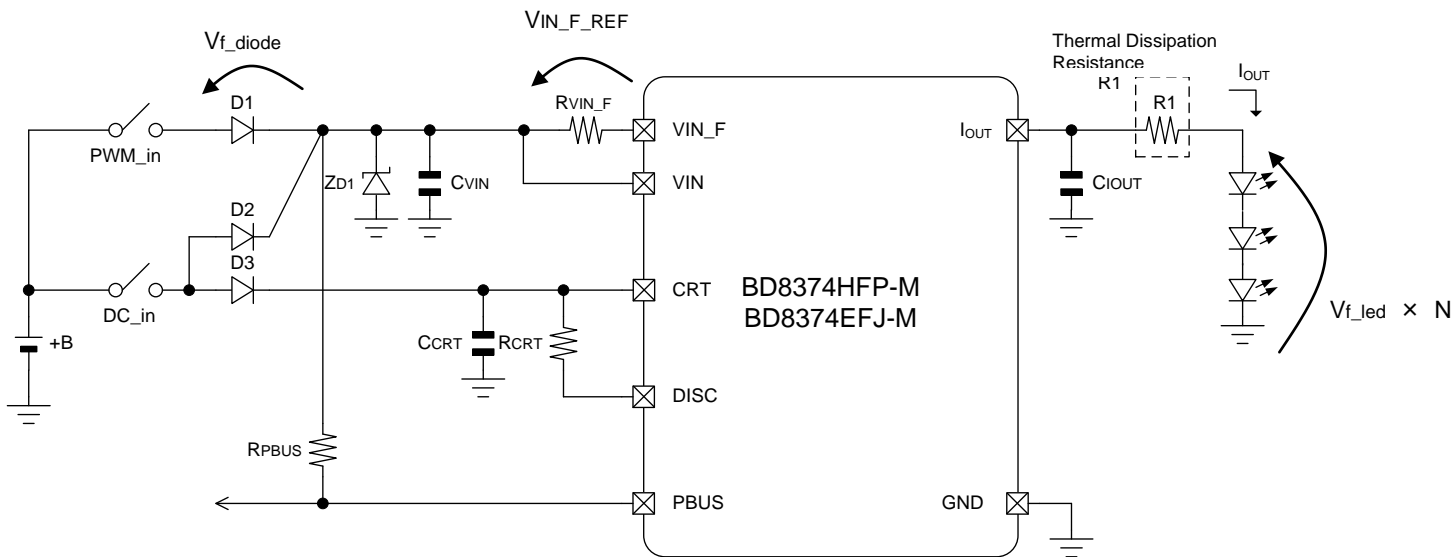 VIN_F_REF
Vf_diode
Thermal Dissipation
Resistance
R1
IOUT
D1
RVIN_F
R1
VIN_F
IOUT
PWM_in
ZD1
CVIN
VIN
CIOUT
D2
D3
CRT
BD8374HFP-M
BD8374EFJ-M
DC_in
Vf_led × N
+B
CCRT
RCRT
DISC
RPBUS
PBUS
GND